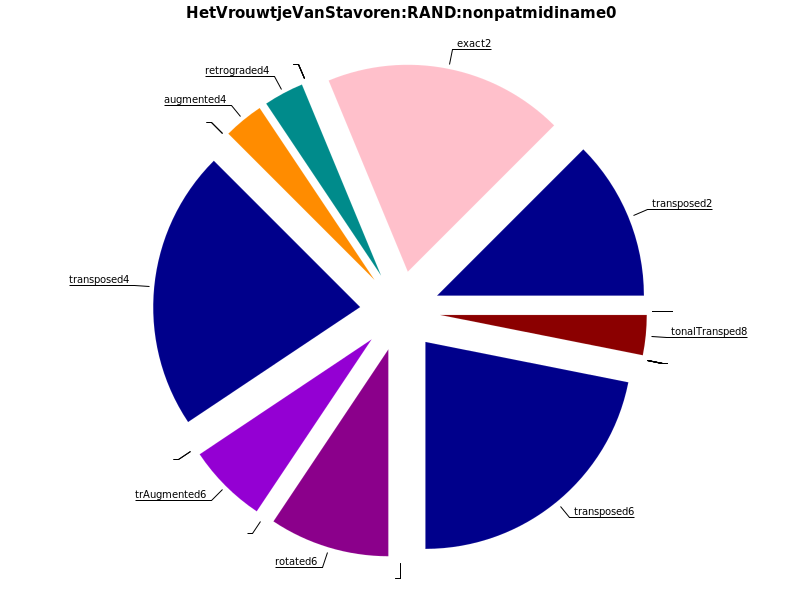 HetVrouwtjeVanStavoren:RAND:nonpatmidiname0
exact2
retrograded4
augmented4
transposed2
transposed4
tonalTransped8
trAugmented6
transposed6
rotated6